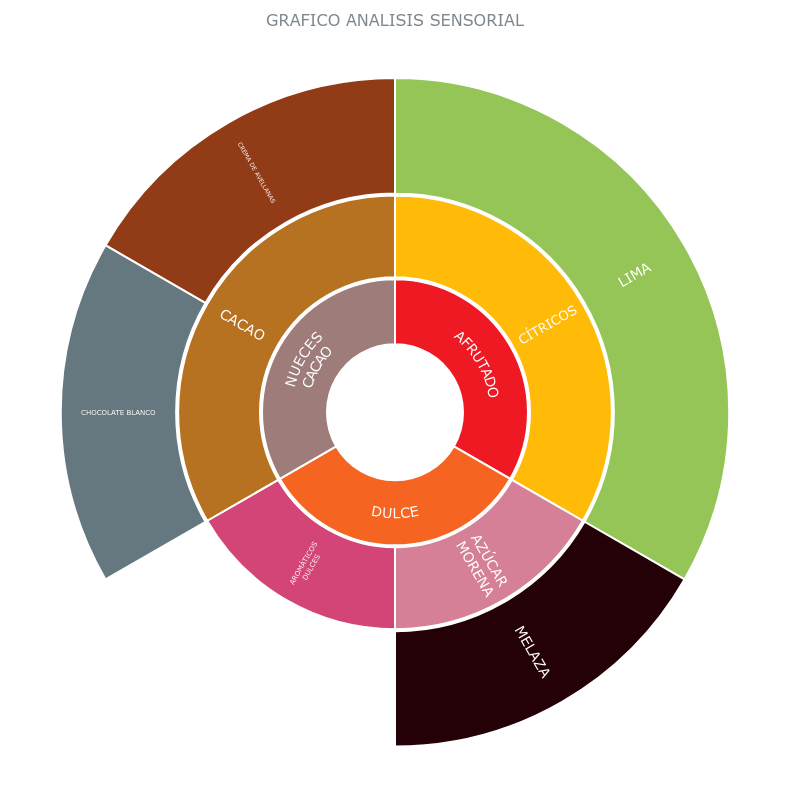 GRAFICO ANALISIS SENSORIAL
CREMA DE AVELLANAS
LIMA
CACAO
CÍTRICOS
NUECES
CACAO
AFRUTADO
CHOCOLATE BLANCO
DULCE
AROMÁTICOS
DULCES
AZÚCAR
MORENA
MELAZA